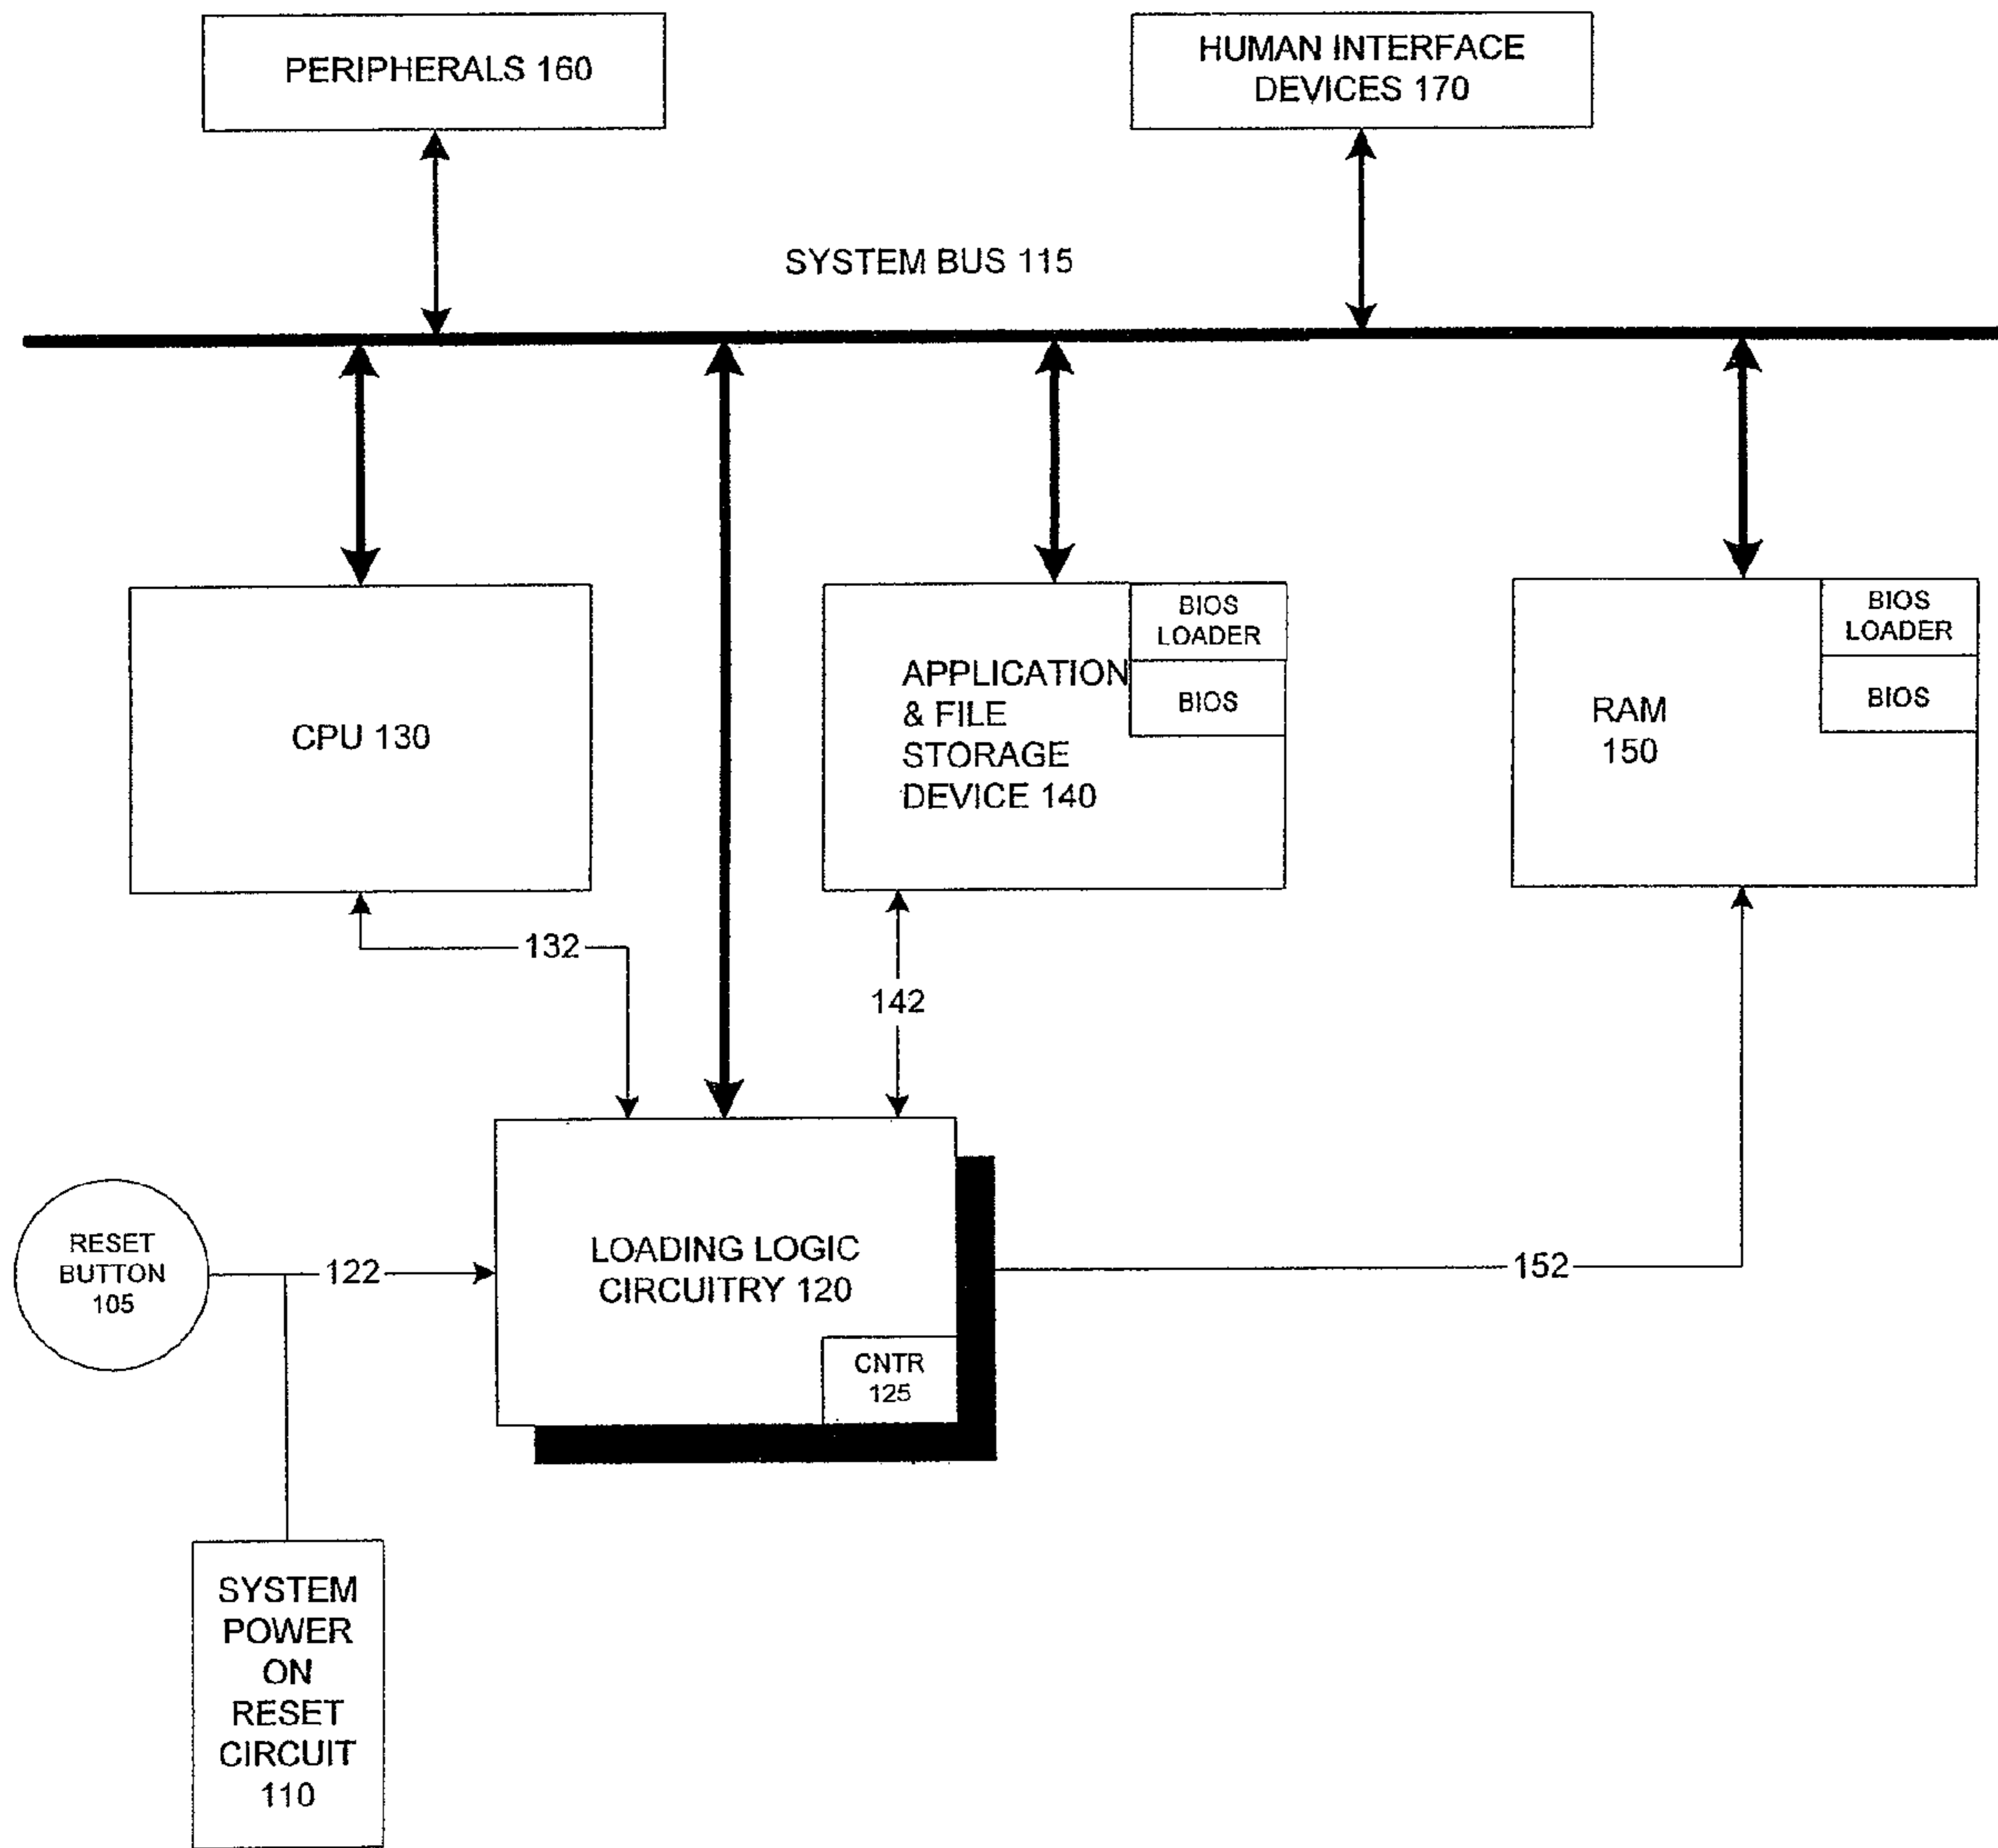 PERIPHERALS 160
HUMAN INTERFACE
DEVICES 170
SYSTEM BUS 115
CPU 130
APPLICATION
& FILE
STORAGE
DEVICE 140
BIOS
LOADER
BIOS
RAM
150
BIOS
LOADER
BIOS
132
142
RESET
BUTTON
105
122
LOADING LOGIC
CIRCUITRY 120
CNTR
125
152
SYSTEM
POWER
ON
RESET
CIRCUIT
110